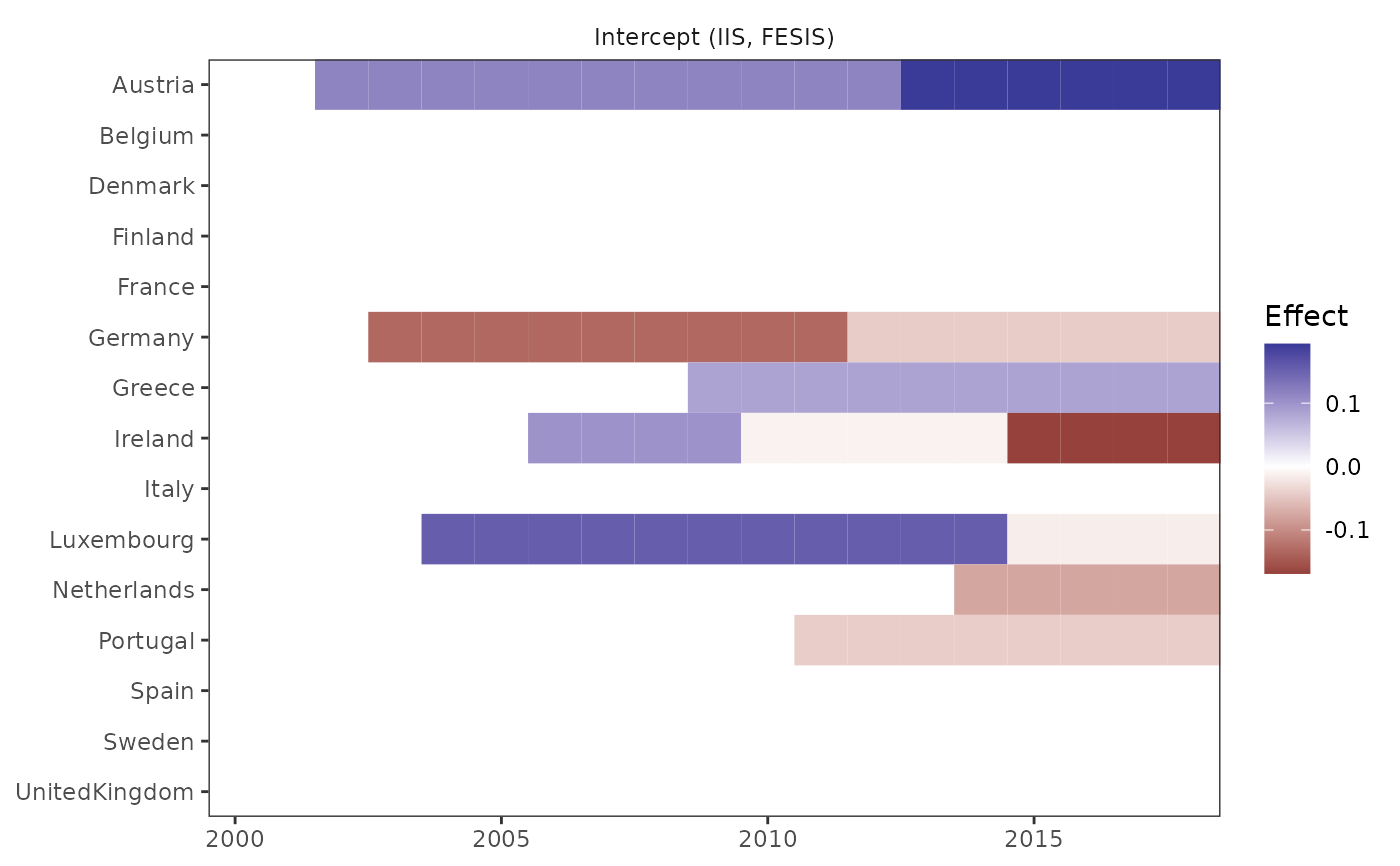 Intercept (IIS, FESIS)
Austria
Belgium
Denmark
Finland
France
Germany
Greece
Ireland
Italy
Luxembourg
Netherlands
Portugal
Spain
Sweden
UnitedKingdom
2000 2005 2010 2015
Effect
0.1
0.0
-0.1